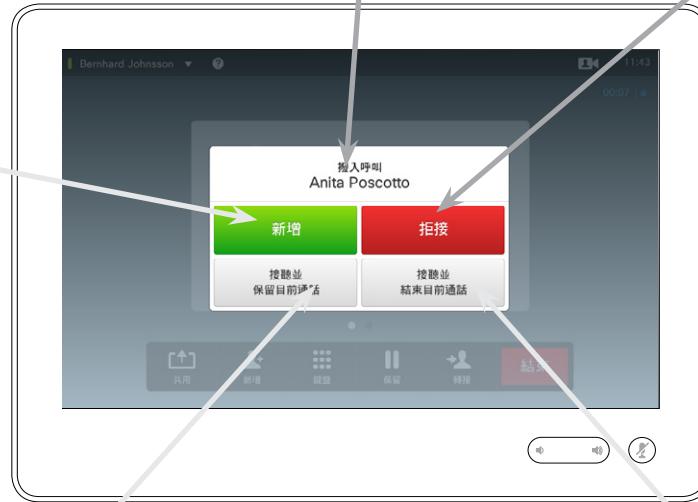 Bernhard Johnsson
11:43
00:07
撥入呼叫
Anita Poscotto
新增
拒接
接聽並
保留目前通話
接聽並
結束目前通話
共用
新增
鍵盤
保留
轉接
結束